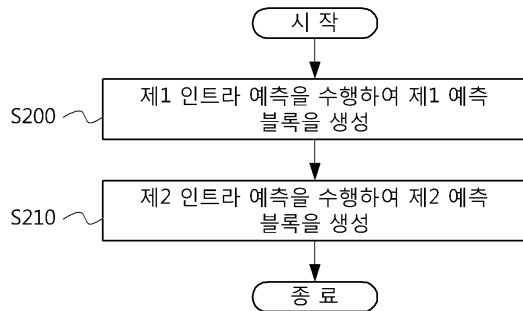 시 작
S200
제1 인트라 예측을 수행하여 제1 예측
블록을 생성
S210
제2 인트라 예측을 수행하여 제2 예측
블록을 생성
종 료